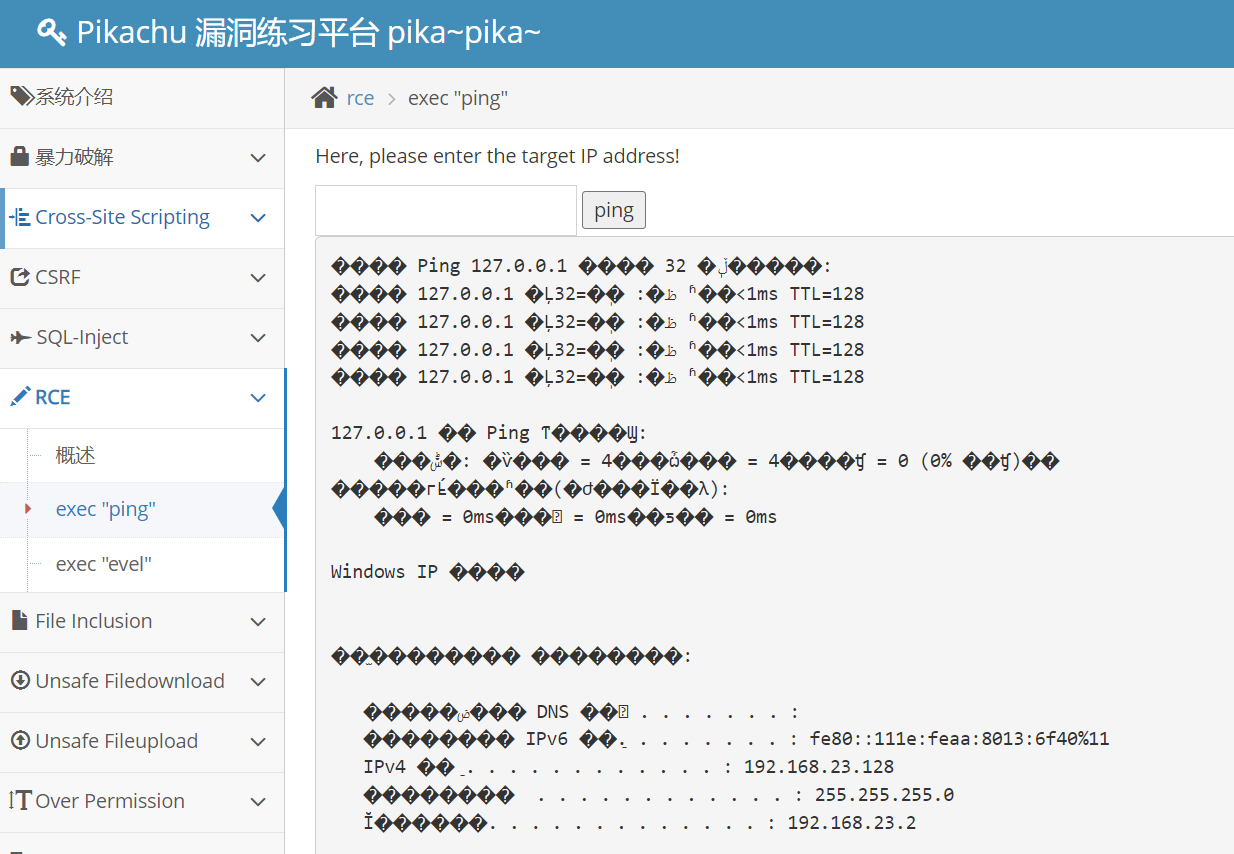 Pikachu 漏洞练习平台 pika~pika~
系统介绍
暴力破解
Cross-Site Scripting
CSRF
SQL-Inject
RCE
概述
exec "ping"
exec "evel"
File Inclusion
Unsafe Filedownload
Unsafe Fileupload
Over Permission
rce > exec "ping"
Here, please enter the target IP address!
ping
Ping 127.0.0.1 32 :
127.0.0.1 32= : <1ms TTL=128
127.0.0.1 32= : <1ms TTL=128
127.0.0.1 32= : <1ms TTL=128
127.0.0.1 32= : <1ms TTL=128
127.0.0.1 Ping :
= 4 = 4 = 0 (0% )
( ):
= 0ms = 0ms = 0ms
Windows IP
:
DNS . . . . . . . :
IPv6 . . . . . . . . : fe80::111e:feaa:8013:6f40%11
IPv4 . . . . . . . . . . . . : 192.168.23.128
. . . . . . . . . . . . : 255.255.255.0
. . . . . . . . . . . . . : 192.168.23.2